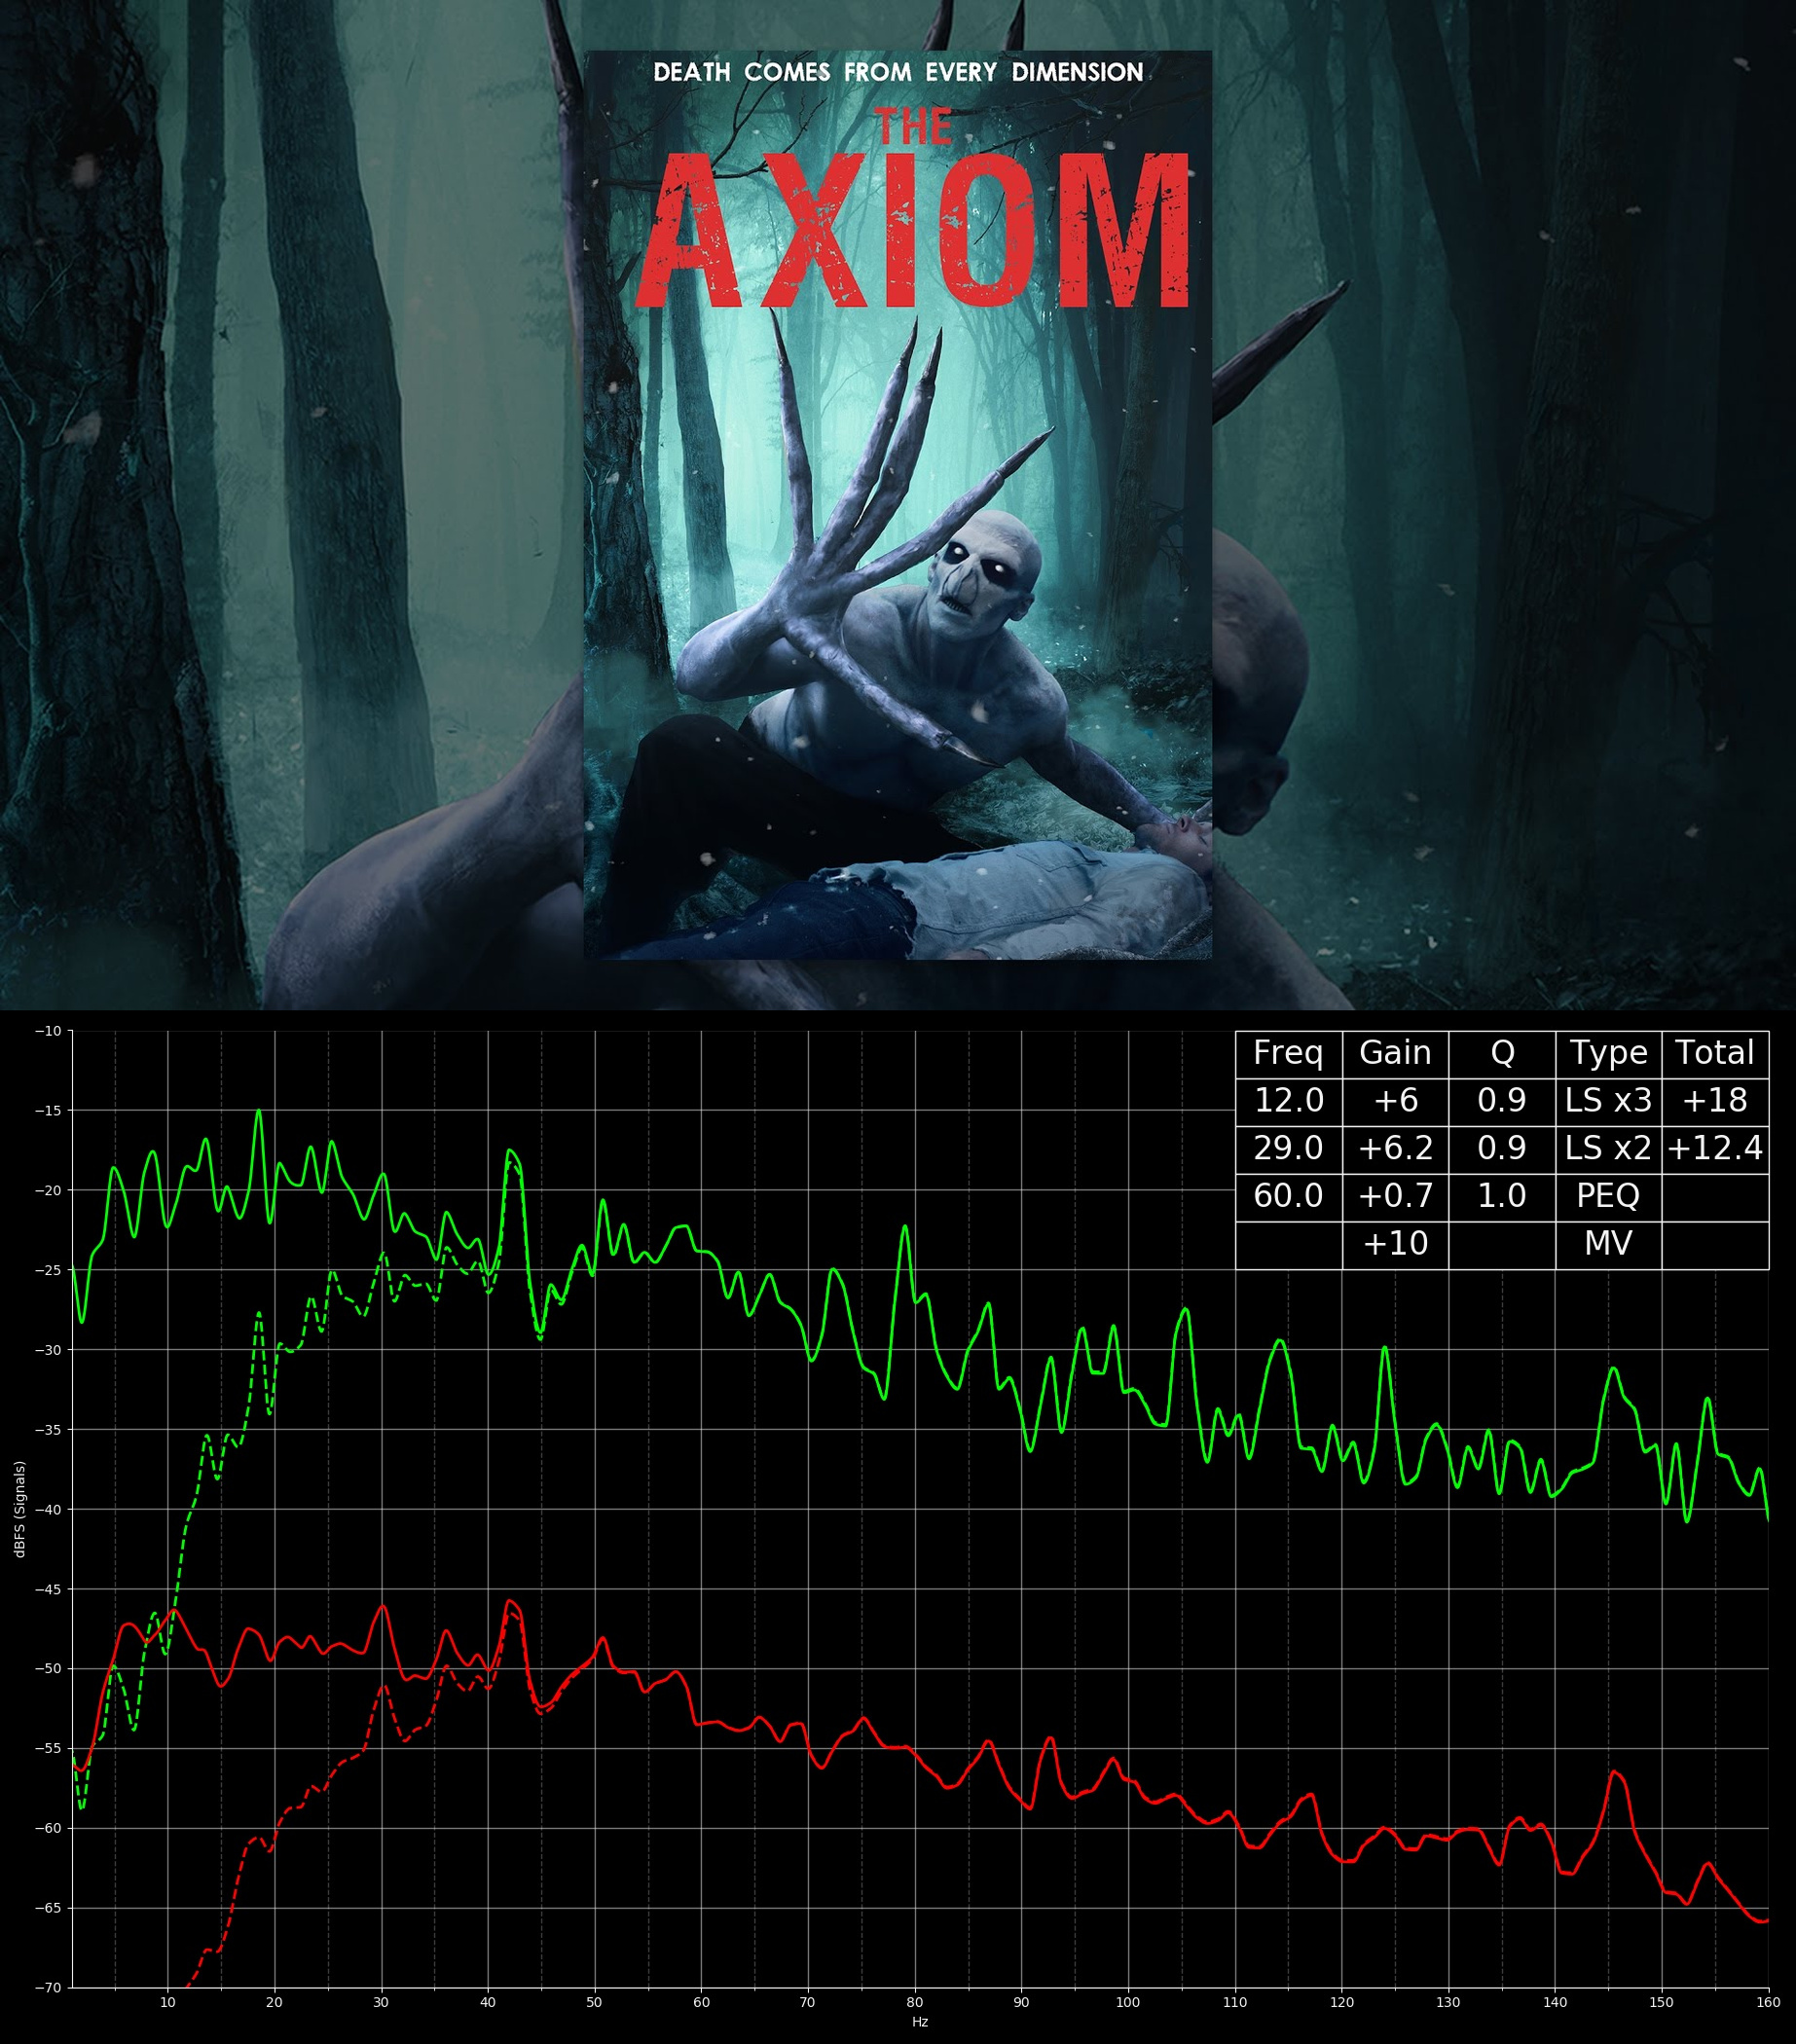 DEATH COMES FROM EVERY DIMENSION
THE
AXIOM
Freq Gain Q Type Total
12.0 +6 0.9 LS x3 +18
29.0 +6.2 0.9 LS x2 +12.4
60.0 +0.7 1.0 PEQ
+10 MV
−10
−15
−20
−25
−30
−35
−40
−45
−50
−55
−60
−65
−70
dBFS (Signals)
10 20 30 40 50 60 70 80 90 100 110 120 130 140 150 160
Hz